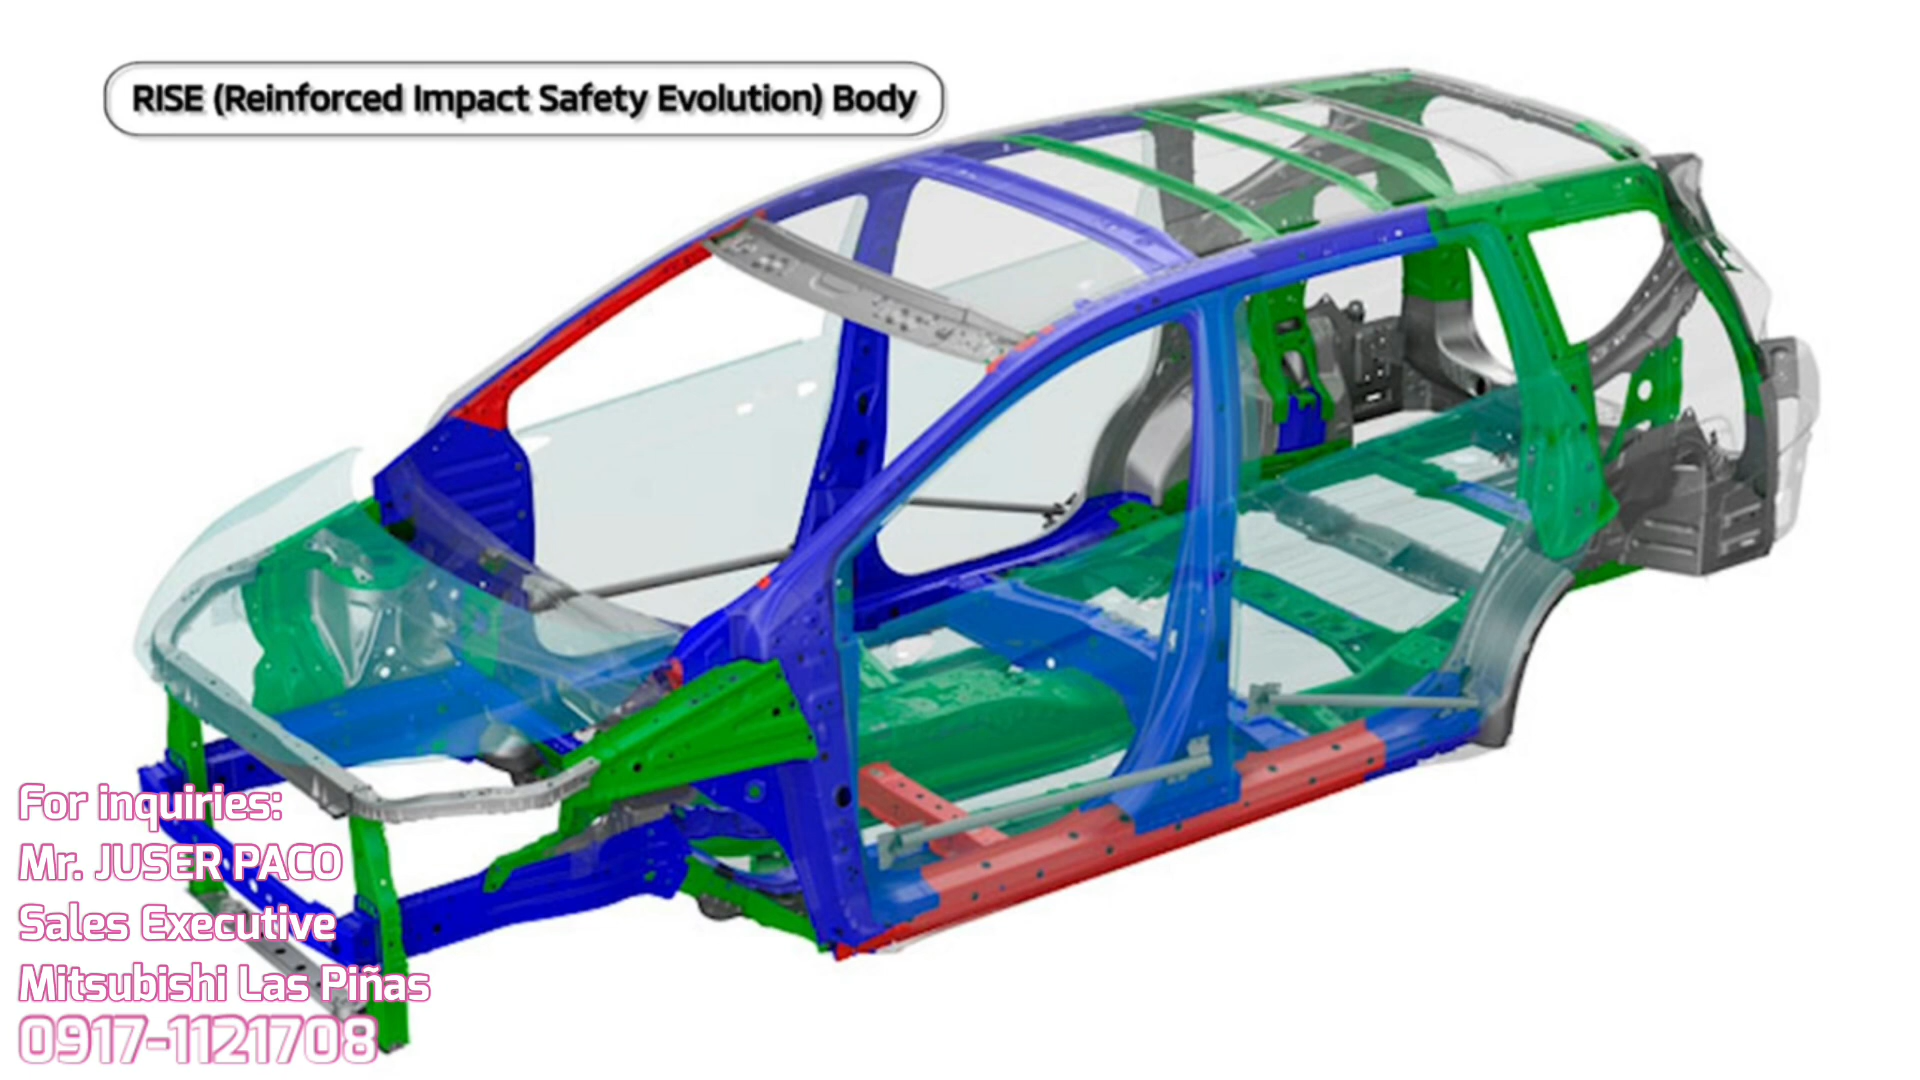 RISE (Reinforced Impact Safety Evolution) Body
For inquiries:
Mr. JUSER PACO
Sales Executive
Mitsubishi Las Piñas
0917-1121708